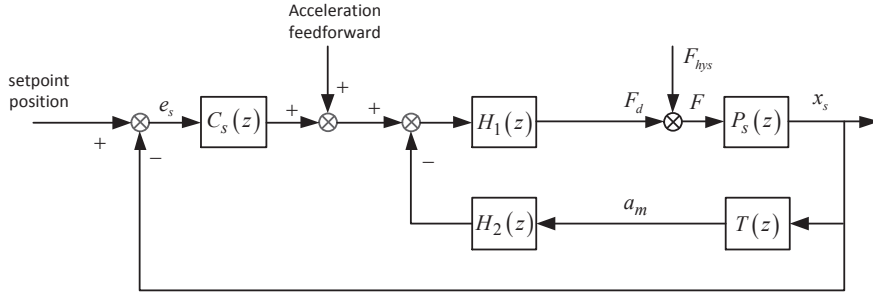 Acceleration
feedforward
setpoint
position
e_s
C_s(z)
+
+
+
+
−
−
H_1(z)
F_d
F_hys
F
P_s(z)
x_s
H_2(z)
a_m
T(z)